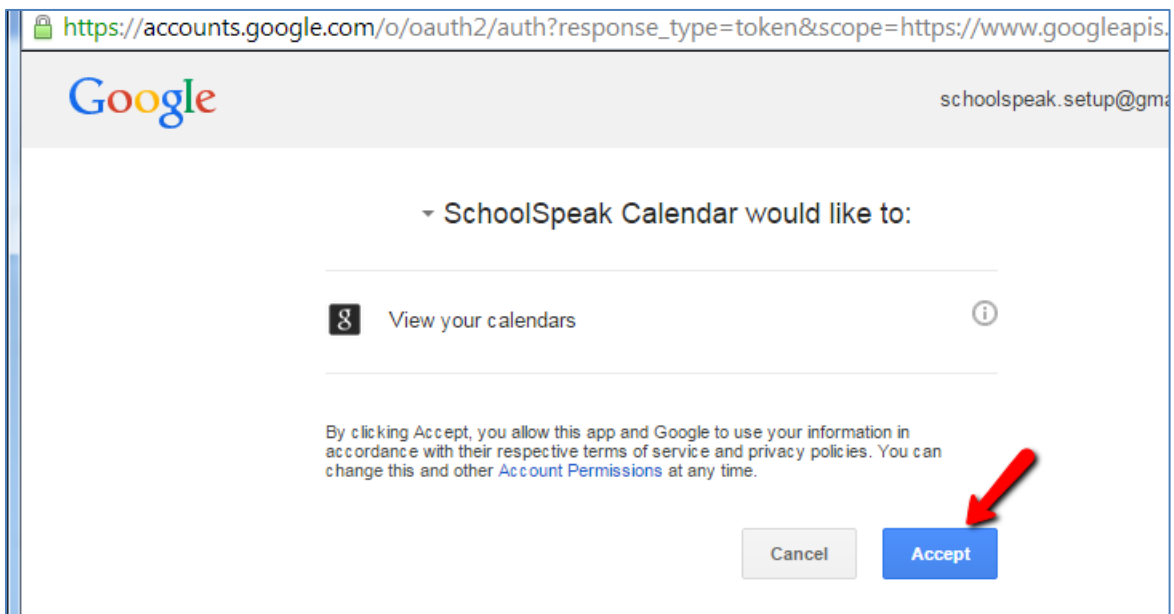 https://accounts.google.com/o/oauth2/auth?response_type=token&scope=https://www.googleapis.
Google
schoolspeak.setup@gma
SchoolSpeak Calendar would like to:
8 View your calendars
By clicking Accept, you allow this app and Google to use your information in
accordance with their respective terms of service and privacy policies. You can
change this and other Account Permissions at any time.
Cancel Accept